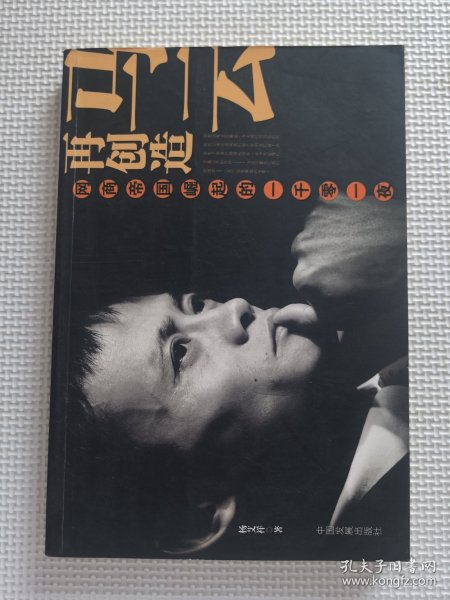 马云
再创造
网商帝国崛起的一千零一夜
杨艾祥 ◎ 著
中国发展出版社
孔夫子旧书网
www.kongfz.com